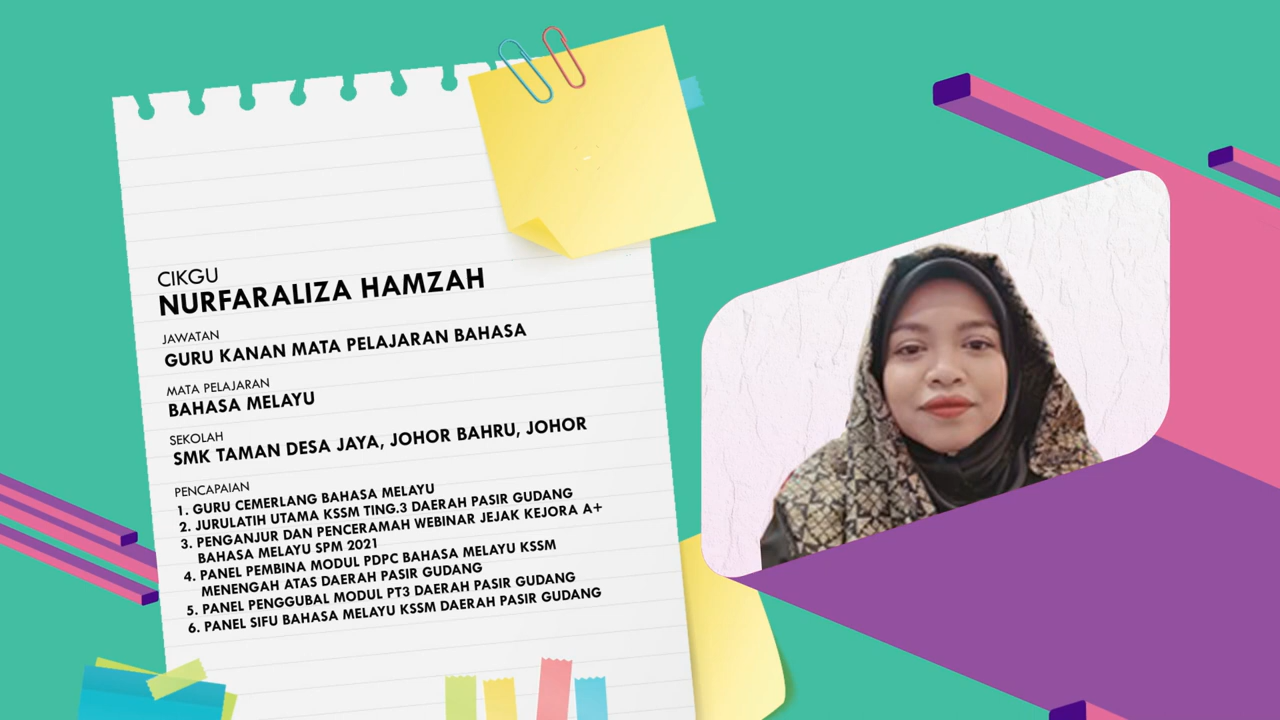 CIKGU
NURFARALIZA HAMZAH
JAWATAN
GURU KANAN MATA PELAJARAN BAHASA
MATA PELAJARAN
BAHASA MELAYU
SEKOLAH
SMK TAMAN DESA JAYA, JOHOR BAHRU, JOHOR
PENCAPAIAN
1. GURU CEMERLANG BAHASA MELAYU
2. JURULATIH UTAMA KSSM TING.3 DAERAH PASIR GUDANG
3. PENGANJUR DAN PENCERAMAH WEBINAR JEJAK KEJORA A+
BAHASA MELAYU SPM 2021
4. PANEL PEMBINA MODUL PDPC BAHASA MELAYU KSSM
MENENGAH ATAS DAERAH PASIR GUDANG
5. PANEL PENGGUBAL MODUL PT3 DAERAH PASIR GUDANG
6. PANEL SIFU BAHASA MELAYU KSSM DAERAH PASIR GUDANG